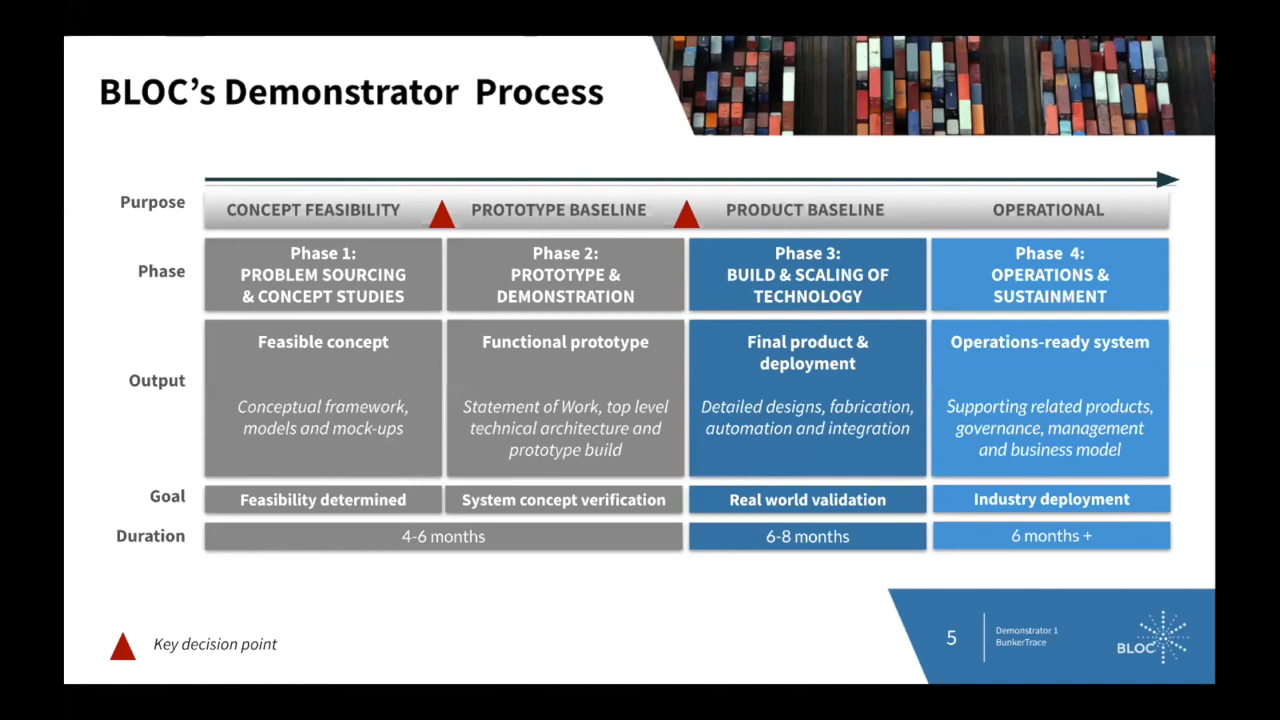 BLOC's Demonstrator Process
Purpose
CONCEPT FEASIBILITY
PROTOTYPE BASELINE
PRODUCT BASELINE
OPERATIONAL
Phase
Phase 1:
PROBLEM SOURCING
& CONCEPT STUDIES
Phase 2:
PROTOTYPE &
DEMONSTRATION
Phase 3:
BUILD & SCALING OF
TECHNOLOGY
Phase 4:
OPERATIONS &
SUSTAINMENT
Output
Feasible concept
Conceptual framework,
models and mock-ups
Functional prototype
Statement of Work, top level
technical architecture and
prototype build
Final product &
deployment
Detailed designs, fabrication,
automation and integration
Operations-ready system
Supporting related products,
governance, management
and business model
Goal
Feasibility determined
System concept verification
Real world validation
Industry deployment
Duration
4-6 months
6-8 months
6 months +
Key decision point
5
Demonstrator 1
BunkerTrace
BLOC